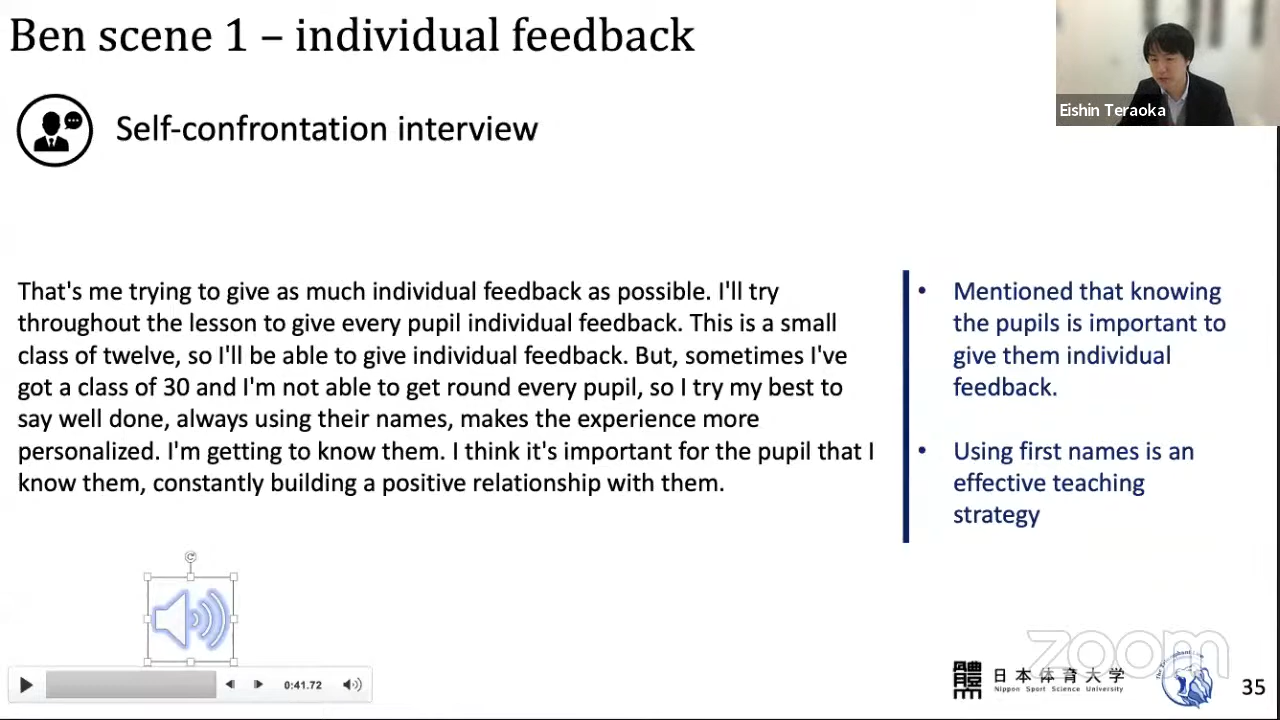 Ben scene 1 – individual feedback
Eishin Teraoka
Self-confrontation interview
That's me trying to give as much individual feedback as possible. I'll try
throughout the lesson to give every pupil individual feedback. This is a small
class of twelve, so I'll be able to give individual feedback. But, sometimes I've
got a class of 30 and I'm not able to get round every pupil, so I try my best to
say well done, always using their names, makes the experience more
personalized. I'm getting to know them. I think it's important for the pupil that I
know them, constantly building a positive relationship with them.
• Mentioned that knowing
the pupils is important to
give them individual
feedback.
• Using first names is an
effective teaching
strategy
0:41.72
zoom
日本体育大学
Nippon Sport Science University
35